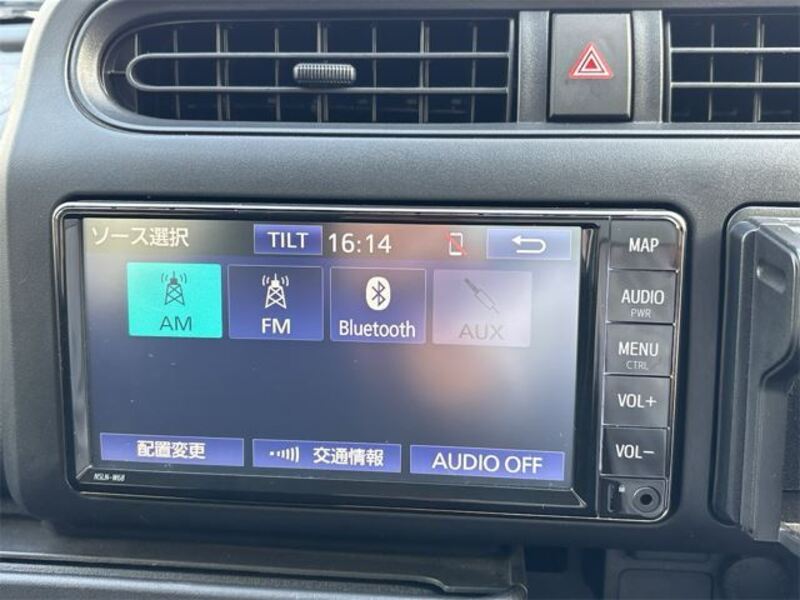 ソース選択 TILT 16:14
AM FM Bluetooth AUX
配置変更 交通情報 AUDIO OFF
NSLN-W68
MAP
AUDIO
PWR
MENU
CTRL
VOL+
VOL-